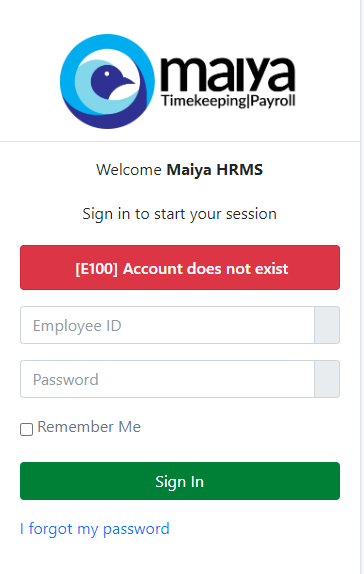 maiya
Timekeeping|Payroll
Welcome Maiya HRMS
Sign in to start your session
[E100] Account does not exist
Employee ID
Password
Remember Me
Sign In
I forgot my password